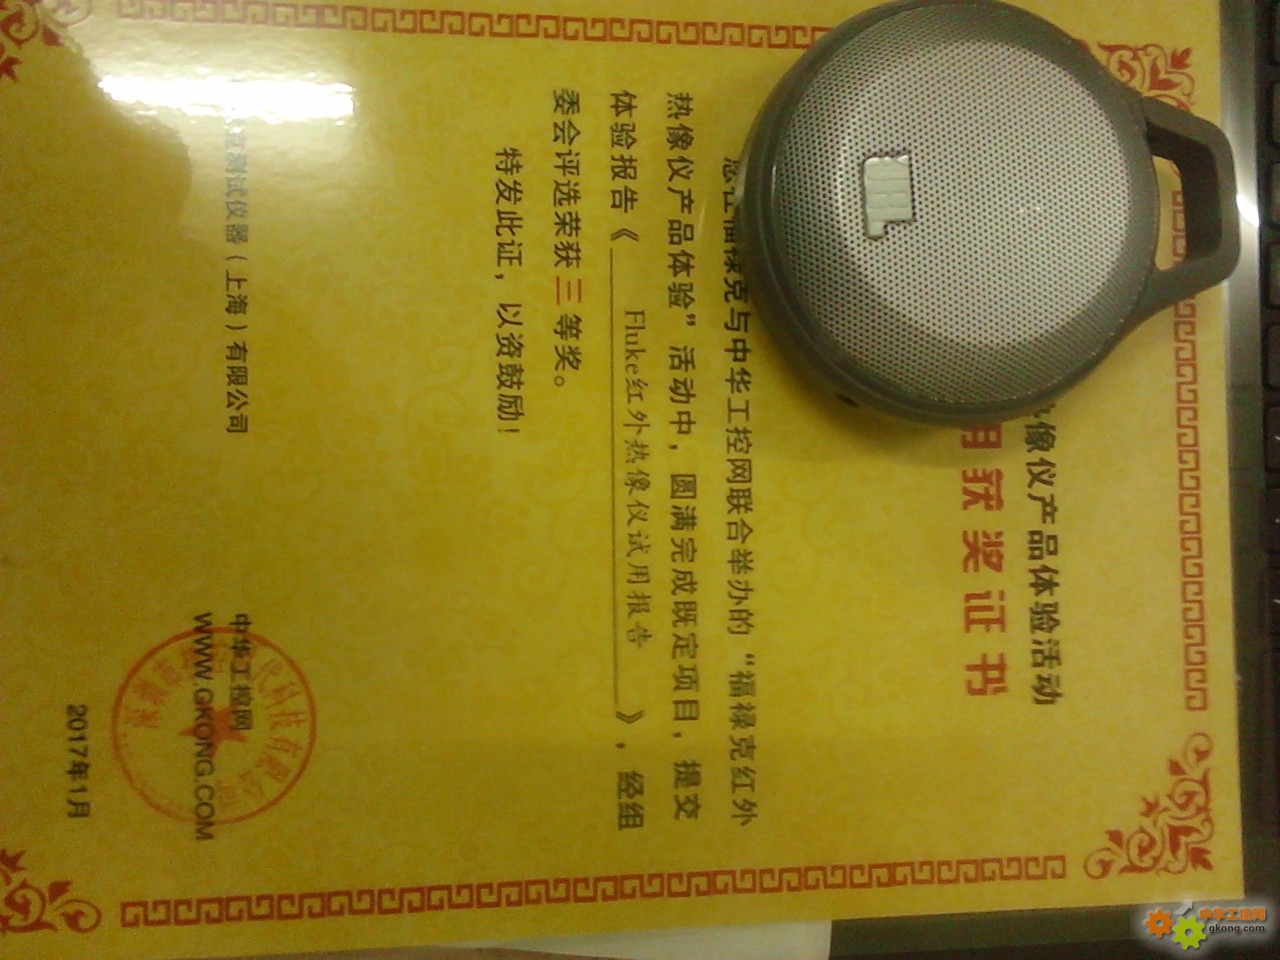 像仪产品体验活动
用获奖证书
您在福禄克与中华工控网联合举办的“福禄克红外
热像仪产品体验”活动中，圆满完成既定项目，提交
体验报告《 Fluke红外热像仪试用报告 》，经组
委会评选荣获三等奖。
特发此证，以资鼓励！
测试仪器（上海）有限公司
中华工控网
WWW.GKONG.COM
2017年1月
中华工控网
gkong.com